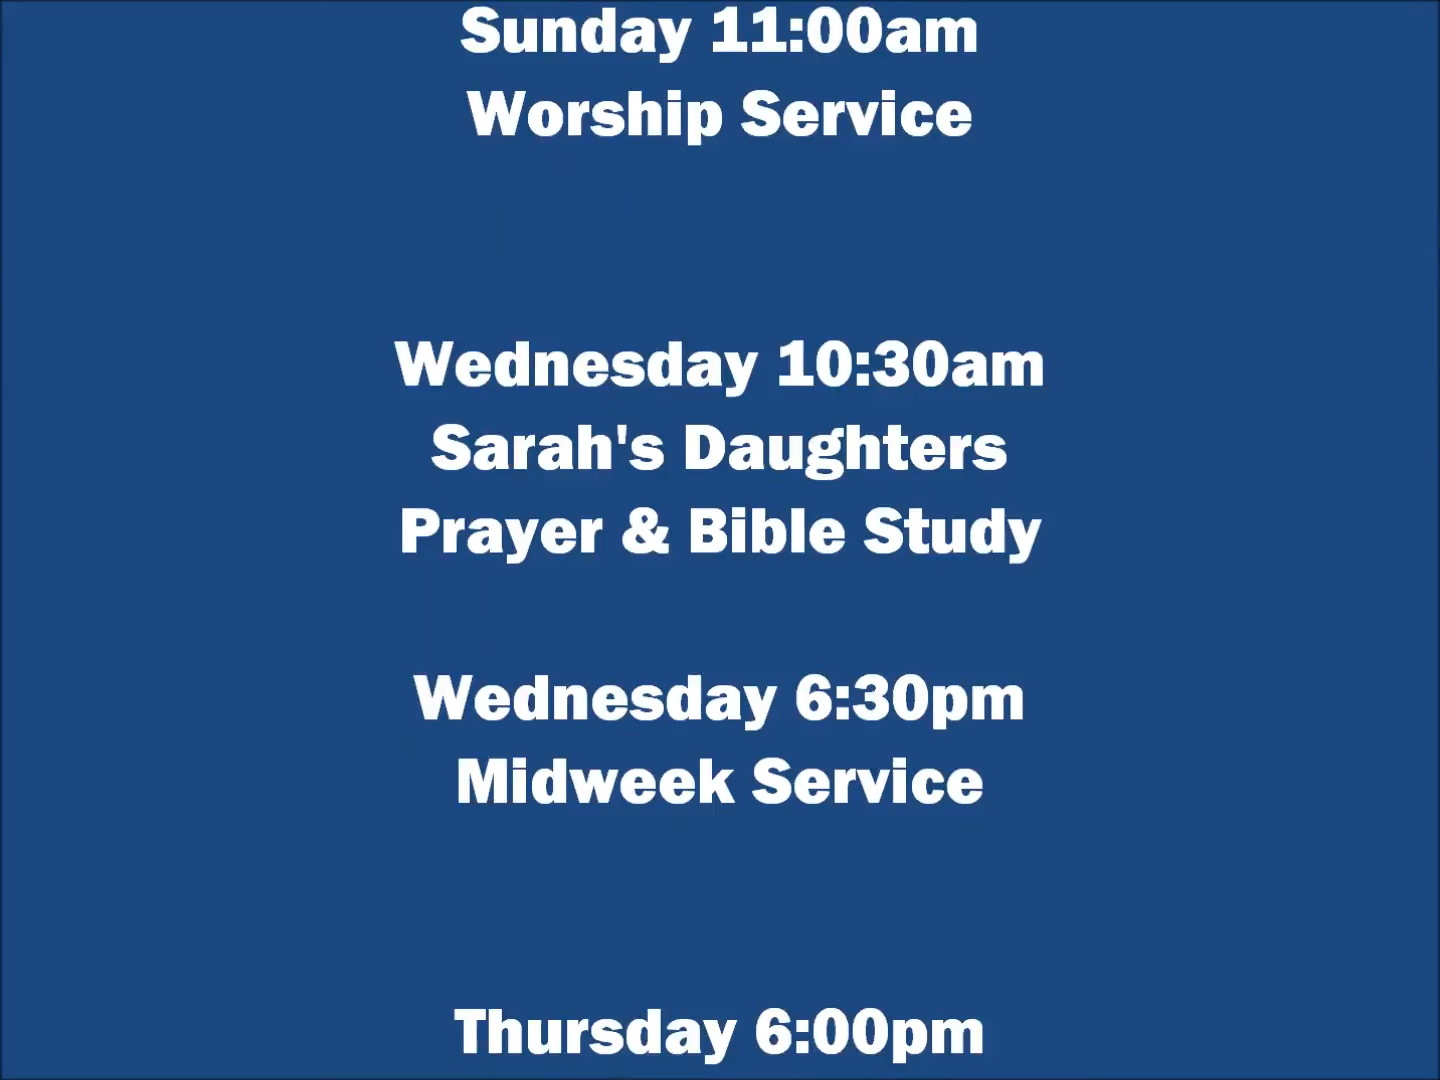 Sunday 11:00am
Worship Service
Wednesday 10:30am
Sarah's Daughters
Prayer & Bible Study
Wednesday 6:30pm
Midweek Service
Thursday 6:00pm